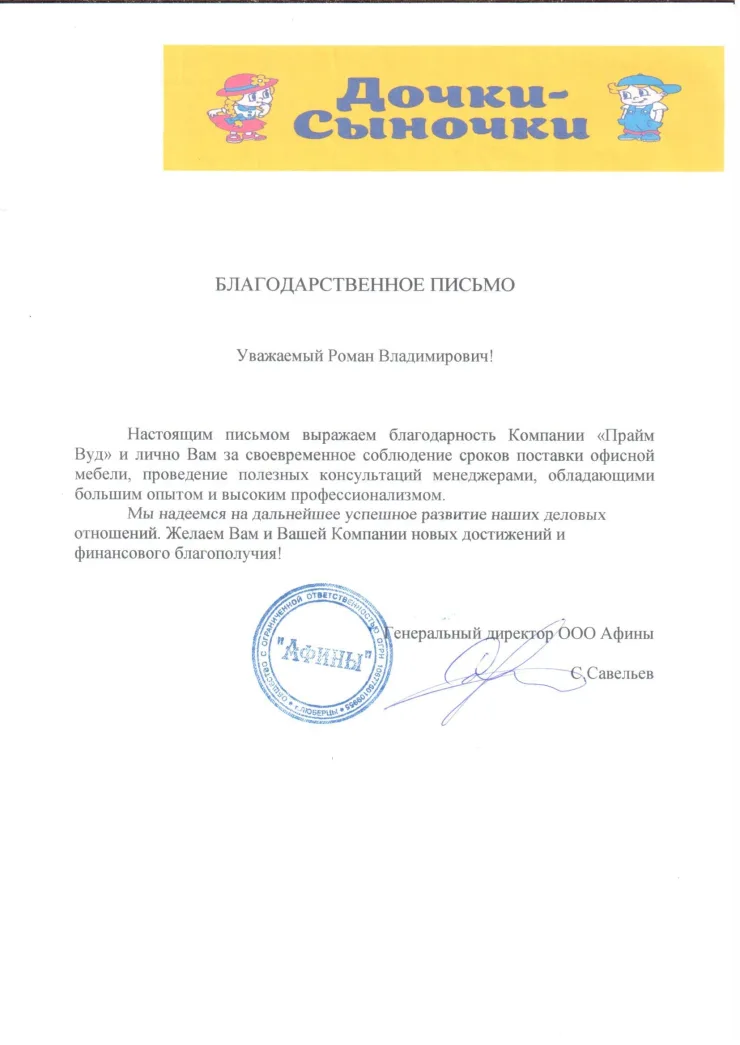 Дочки-
Сыночки
БЛАГОДАРСТВЕННОЕ ПИСЬМО
Уважаемый Роман Владимирович!
Настоящим письмом выражаем благодарность Компании «Прайм
Вуд» и лично Вам за своевременное соблюдение сроков поставки офисной
мебели, проведение полезных консультаций менеджерами, обладающими
большим опытом и высоким профессионализмом.
Мы надеемся на дальнейшее успешное развитие наших деловых
отношений. Желаем Вам и Вашей Компании новых достижений и
финансового благополучия!
Генеральный директор ООО Афины
С.Савельев
ОБЩЕСТВО С ОГРАНИЧЕННОЙ ОТВЕТСТВЕННОСТЬЮ ОГРН
"АФИНЫ"
г.ЛЮБЕРЦЫ